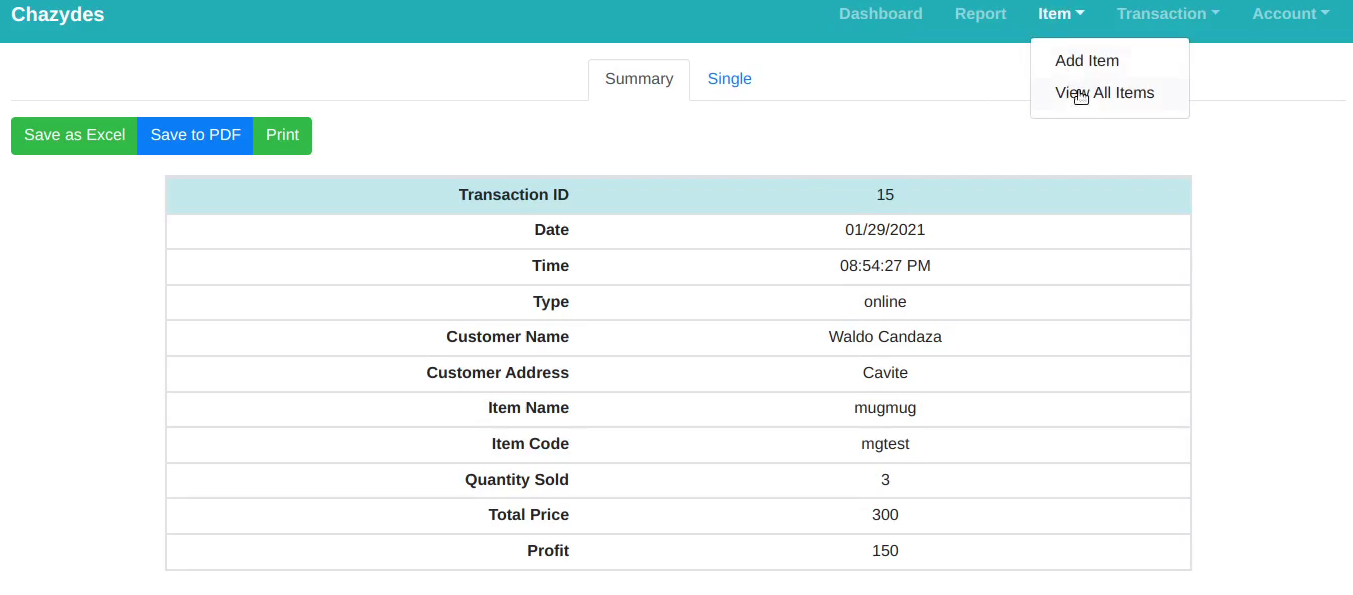 Chazydes Dashboard Report Item Transaction Account
Add Item
Summary Single
View All Items
Save as Excel Save to PDF Print
Transaction ID 15
Date 01/29/2021
Time 08:54:27 PM
Type online
Customer Name Waldo Candaza
Customer Address Cavite
Item Name mugmug
Item Code mgtest
Quantity Sold 3
Total Price 300
Profit 150